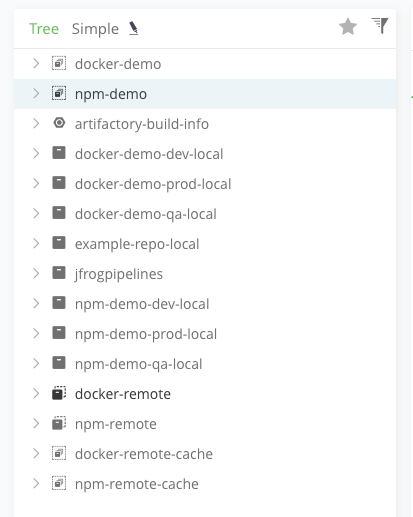 Tree Simple
docker-demo
npm-demo
artifactory-build-info
docker-demo-dev-local
docker-demo-prod-local
docker-demo-qa-local
example-repo-local
jfrogpipelines
npm-demo-dev-local
npm-demo-prod-local
npm-demo-qa-local
docker-remote
npm-remote
docker-remote-cache
npm-remote-cache